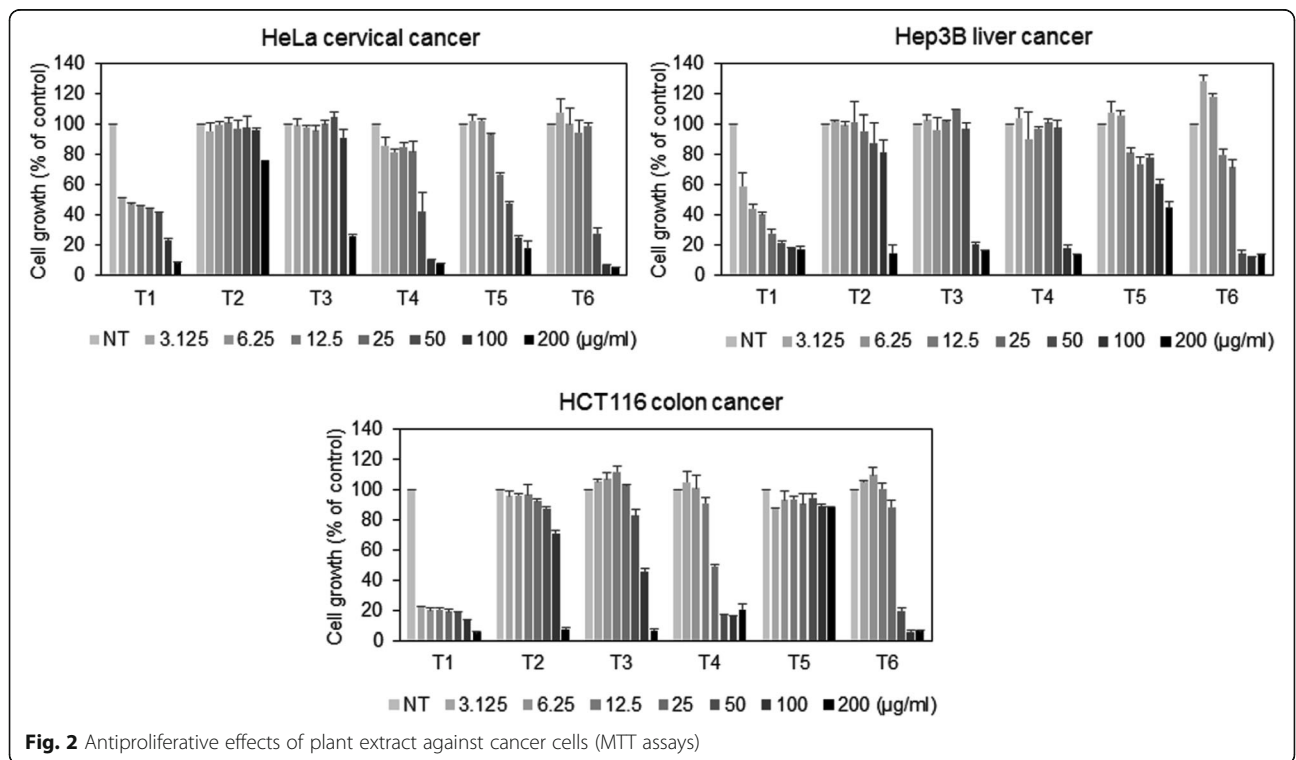 HeLa cervical cancer
Cell growth (% of control)
140
120
100
80
60
40
20
0
T1 T2 T3 T4 T5 T6
NT 3.125 6.25 12.5 25 50 100 200 (µg/ml)
Hep3B liver cancer
Cell growth (% of control)
140
120
100
80
60
40
20
0
T1 T2 T3 T4 T5 T6
NT 3.125 6.25 12.5 25 50 100 200 (µg/ml)
HCT116 colon cancer
Cell growth (% of control)
140
120
100
80
60
40
20
0
T1 T2 T3 T4 T5 T6
NT 3.125 6.25 12.5 25 50 100 200 (µg/ml)
Fig. 2 Antiproliferative effects of plant extract against cancer cells (MTT assays)